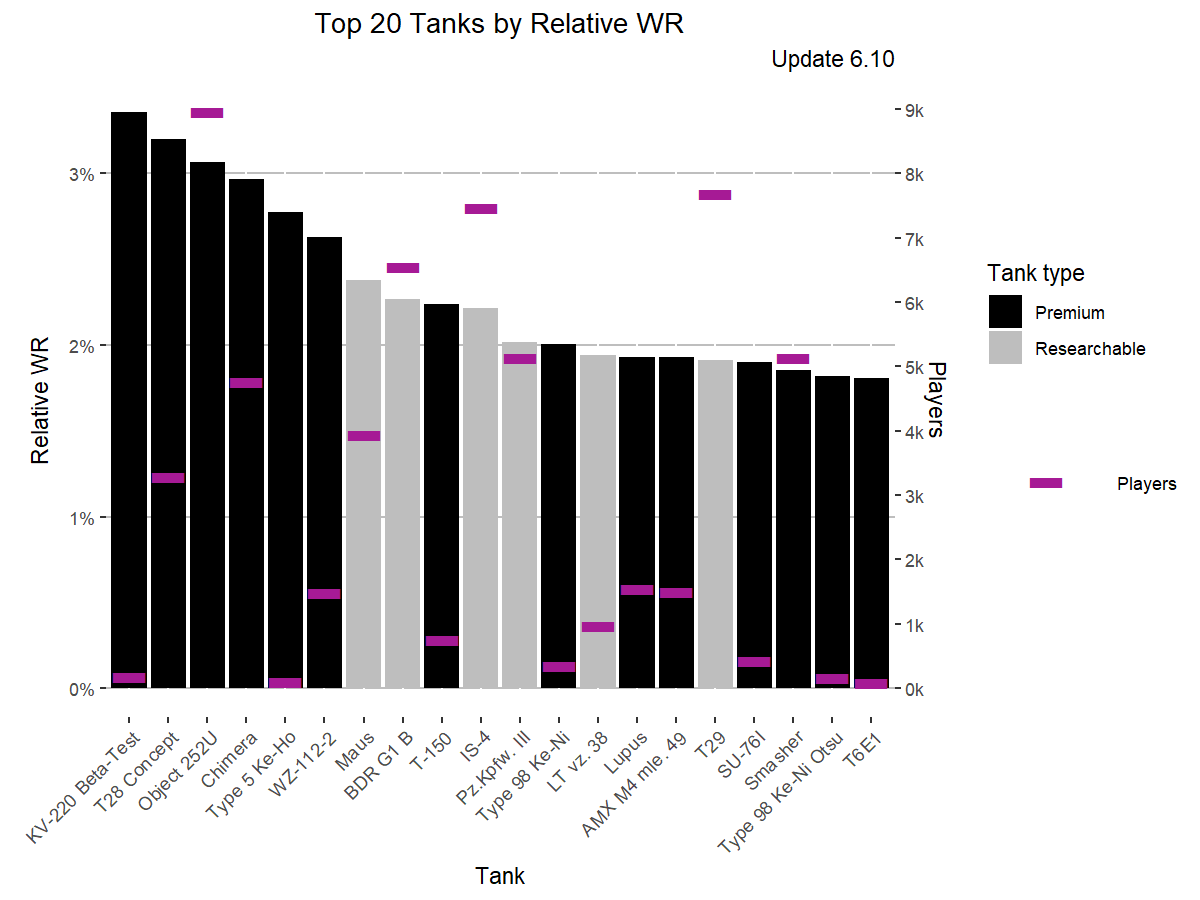 Top 20 Tanks by Relative WR
Update 6.10
Relative WR
3%
2%
1%
0%
9k
8k
7k
6k
5k
4k
3k
2k
1k
0k
Players
Tank type
Premium
Researchable
Players
KV-220 Beta-Test
T28 Concept
Object 252U
Chimera
Type 5 Ke-Ho
WZ-112-2
Maus
BDR G1 B
T-150
IS-4
Pz.Kpfw. III
Type 98 Ke-Ni
LT vz. 38
Lupus
AMX M4 mle. 49
T29
SU-76I
Smasher
Type 98 Ke-Ni Otsu
T6E1
Tank